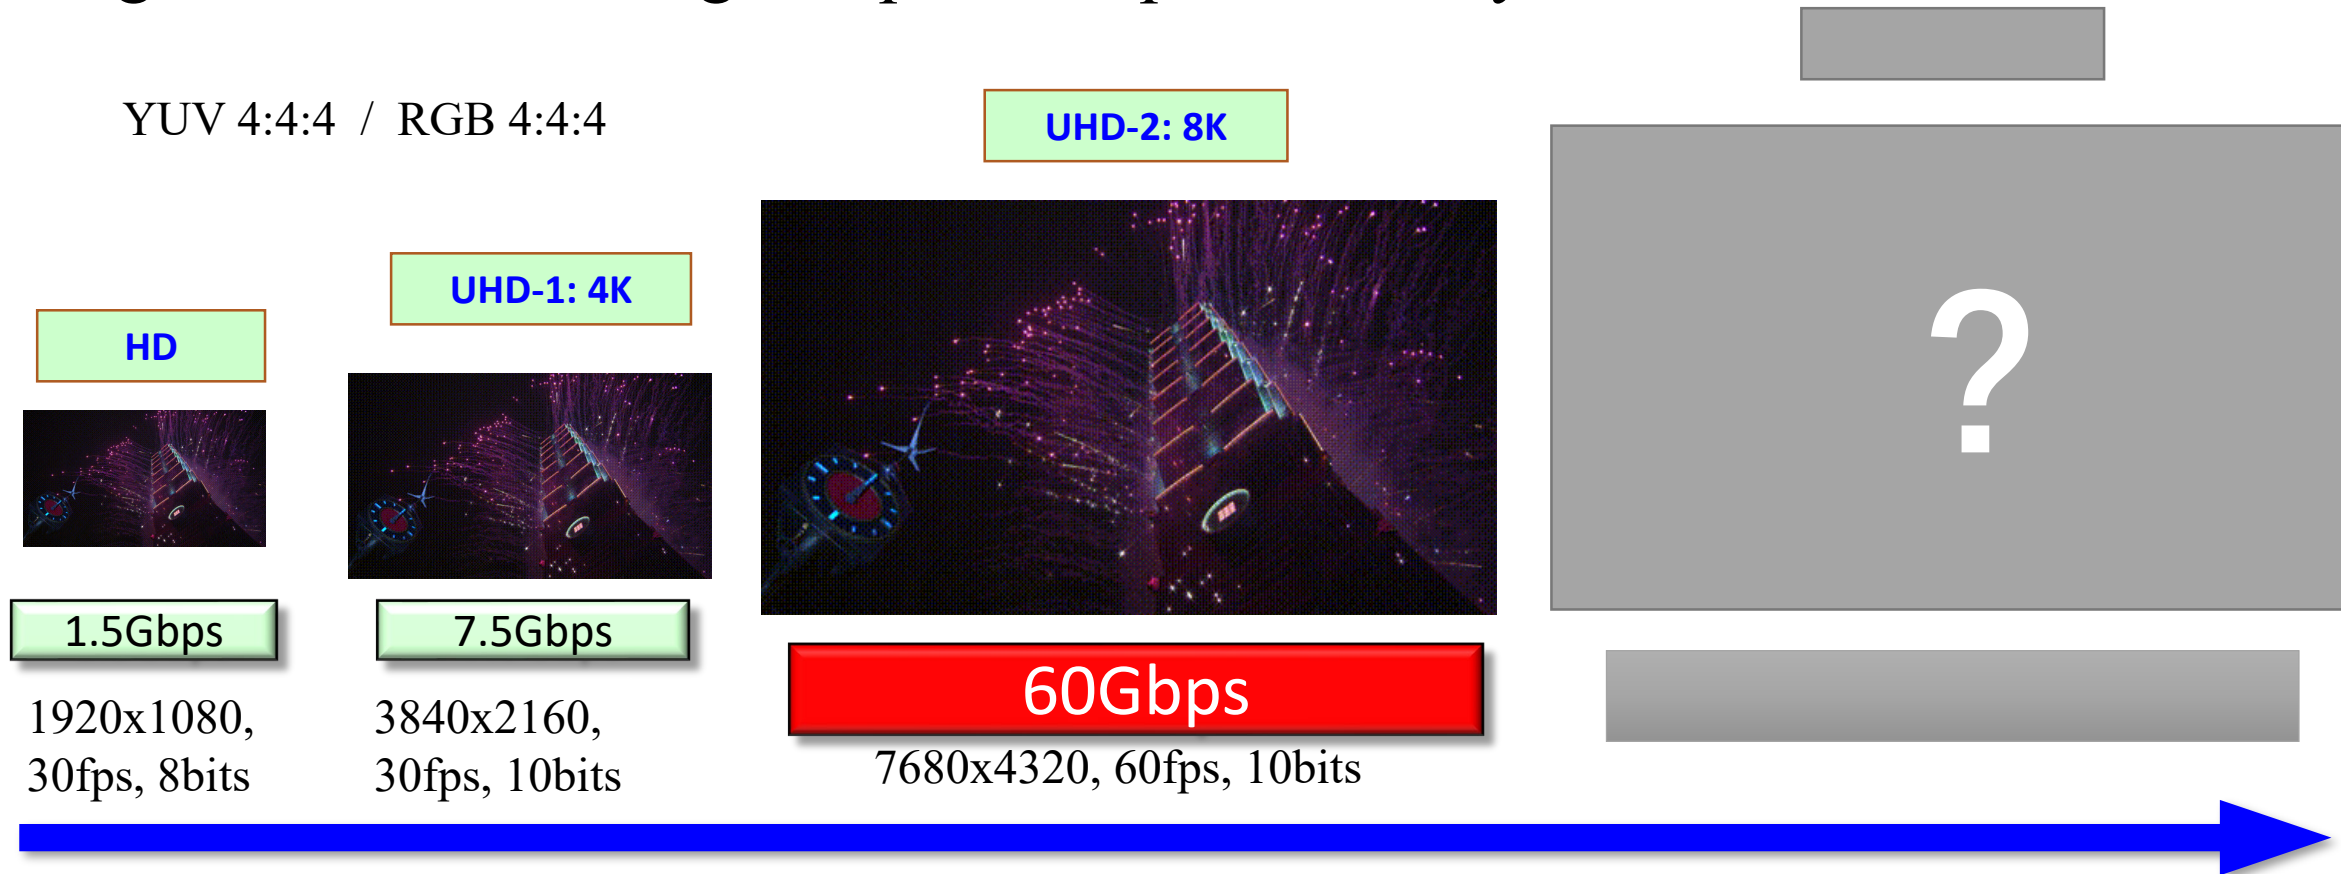 YUV 4:4:4 / RGB 4:4:4
UHD-2: 8K
UHD-1: 4K
HD
?
1.5Gbps
7.5Gbps
60Gbps
1920x1080,
30fps, 8bits
3840x2160,
30fps, 10bits
7680x4320, 60fps, 10bits